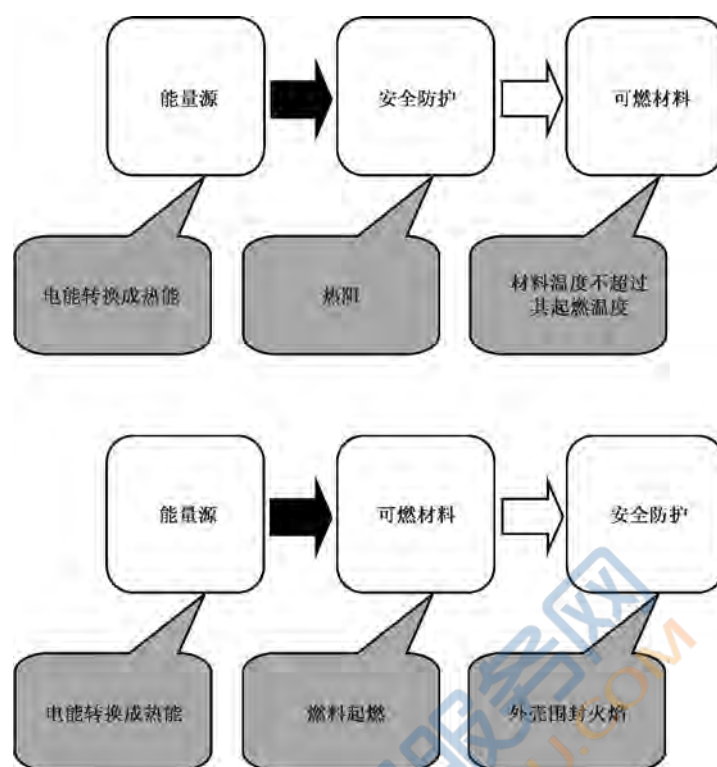 能量源
安全防护
可燃材料
电能转换成热能
热阻
材料温度不超过
其起燃温度
能量源
可燃材料
安全防护
电能转换成热能
燃料起燃
外壳围封火焰